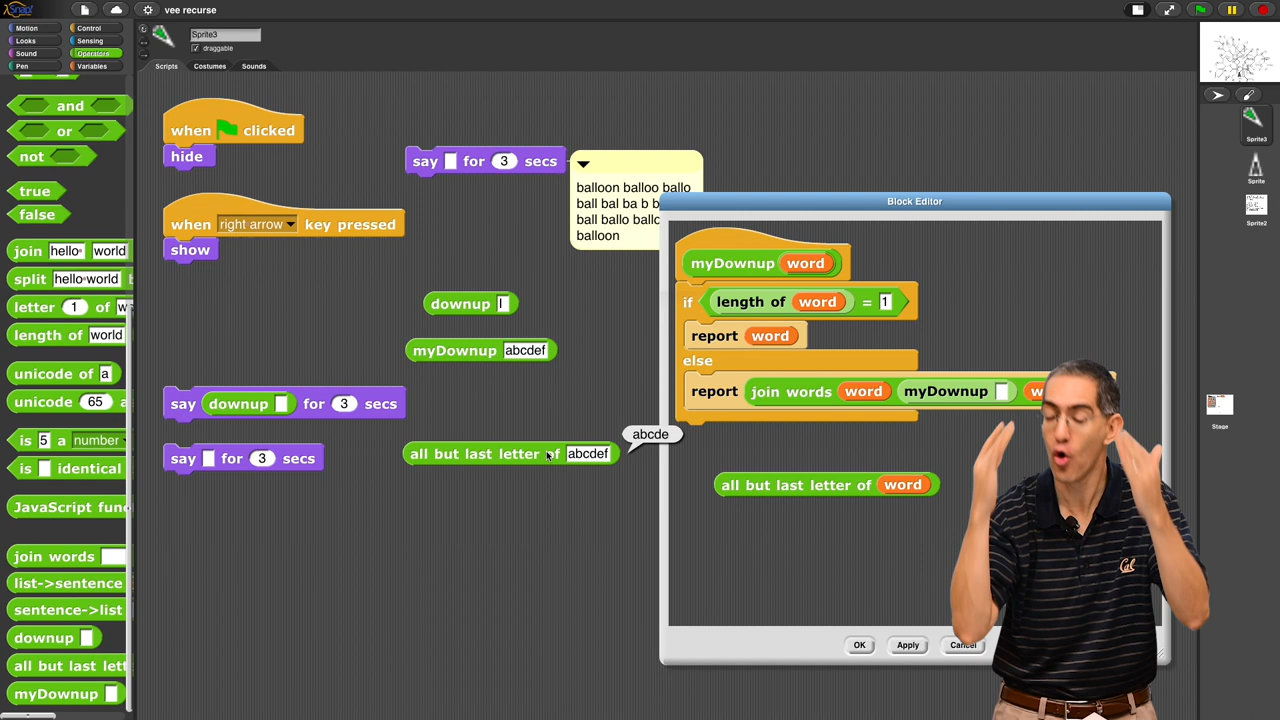 Snap!
vee recurse
Motion
Control
Looks
Sensing
Sound
Operators
Pen
Variables
Sprite3
draggable
Scripts
Costumes
Sounds
and
or
not
true
false
join hello world
split hello world
letter 1 of
length of world
unicode of a
unicode 65
is 5 a number
is identical
JavaScript
join words
list->sentence
sentence->list
downup
all but last
myDownup
when clicked
hide
when right arrow key pressed
show
say for 3 secs
balloon balloo ballo
ball bal ba b b
ball ballo
balloon
downup
myDownup abcdef
say downup for 3 secs
say for 3 secs
all but last letter of abcdef
abcde
Block Editor
myDownup word
if length of word = 1
report word
else
report join words word myDownup
all but last letter of word
OK
Apply
Cancel
Cal
Sprite3
Sprite
Sprite2
Stage